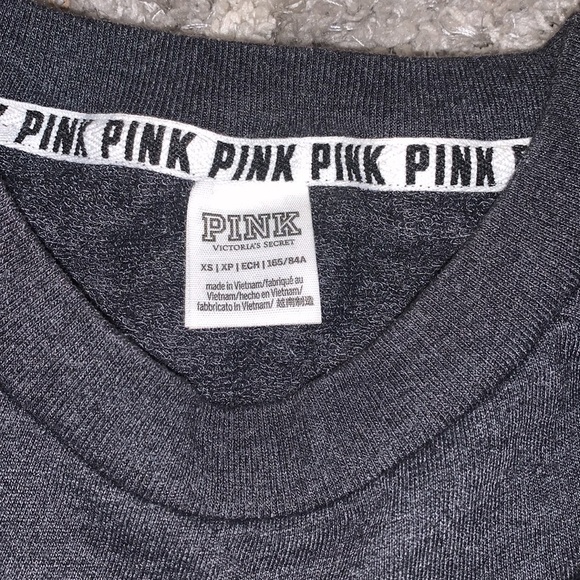 PINK PINK PINK PINK PINK
PINK
VICTORIA'S SECRET
XS | XP | ECH | 165/84A
made in Vietnam/fabriqué au
Vietnam/hecho en Vietnam/
fabbricato in Vietnam/ 越南制造